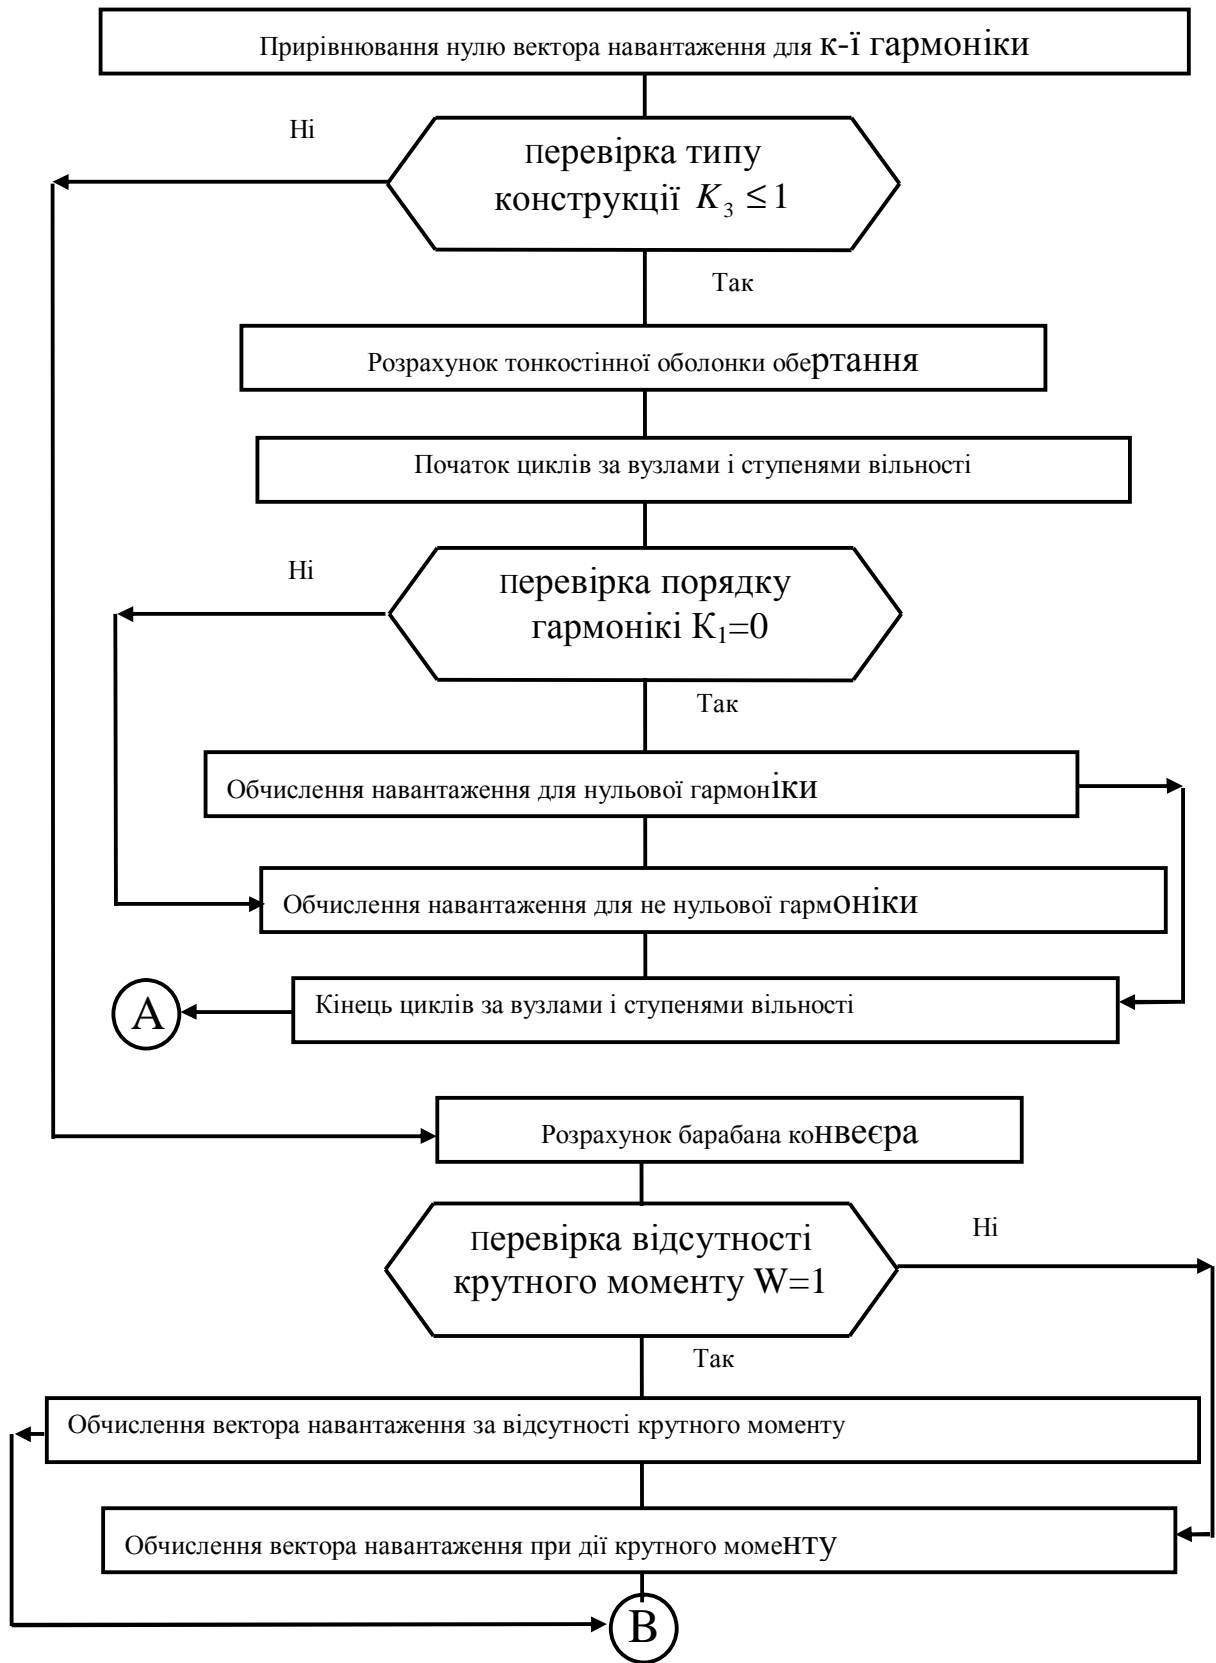 Прирівнювання нулю вектора навантаження для к-ї гармоніки
Ні
перевірка типу
конструкції K₃ ≤ 1
Так
Розрахунок тонкостінної оболонки обертання
Початок циклів за вузлами і ступенями вільності
Ні
перевірка порядку
гармонікі К₁=0
Так
Обчислення навантаження для нульової гармоніки
Обчислення навантаження для не нульової гармоніки
Кінець циклів за вузлами і ступенями вільності
А
Розрахунок барабана конвеєра
перевірка відсутності
крутного моменту W=1
Ні
Так
Обчислення вектора навантаження за відсутності крутного моменту
Обчислення вектора навантаження при дії крутного моменту
В